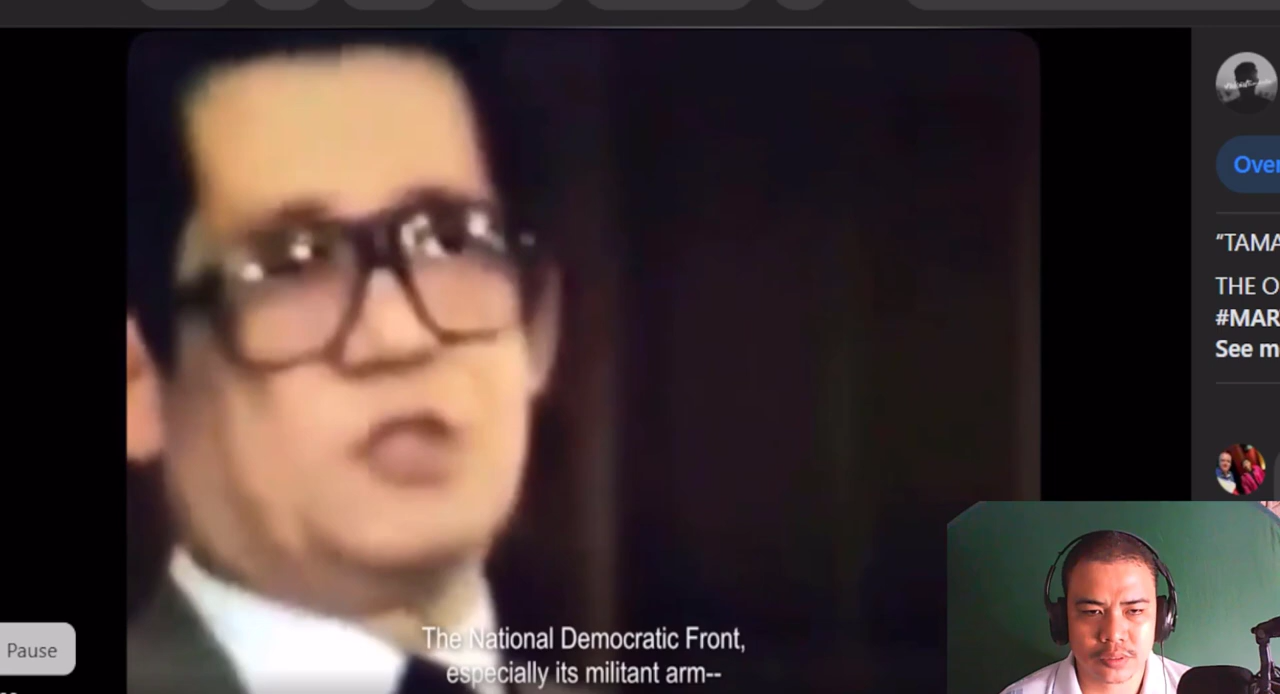 Over
“TAMA
THE O
#MAR
See m
Pause
The National Democratic Front,
especially its militant arm--